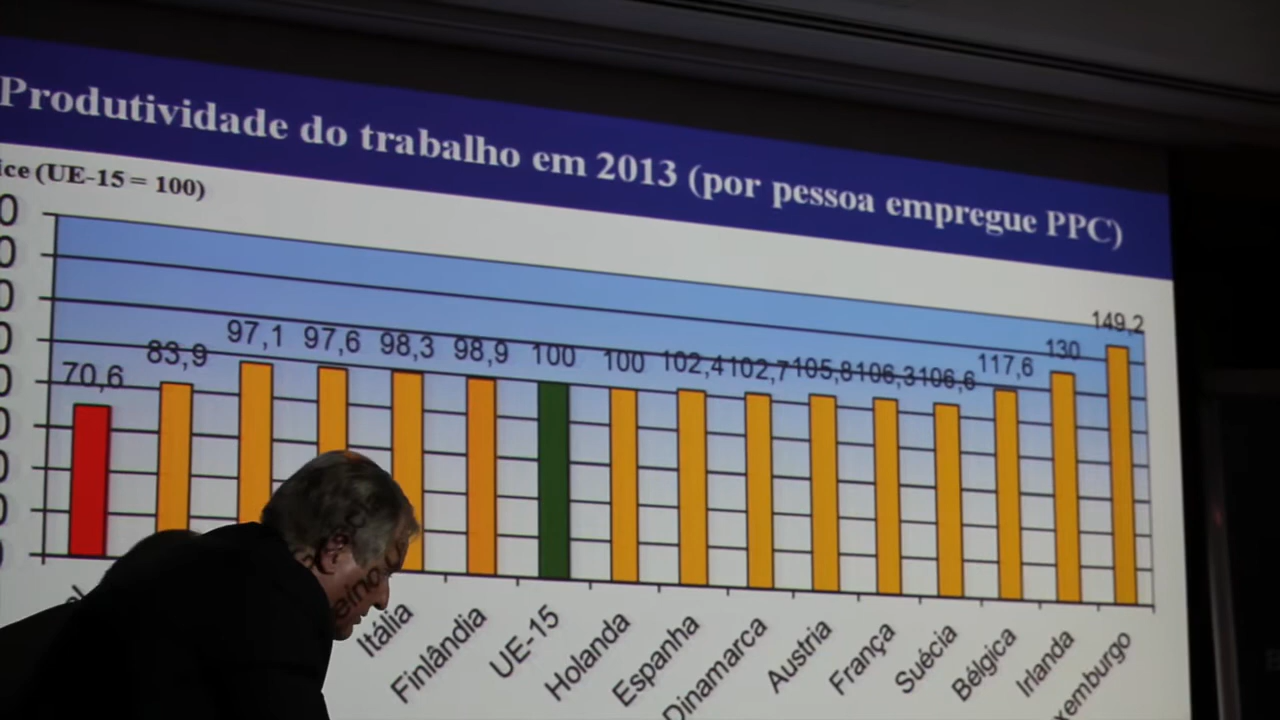 Produtividade do trabalho em 2013 (por pessoa empregue PPC)
(UE-15 = 100)
70,6 83,9 97,1 97,6 98,3 98,9 100 100 102,4 102,7 105,8 106,3 106,6 117,6 130 149,2
Itália Finlândia UE-15 Holanda Espanha Dinamarca Austria França Suécia Bélgica Irlanda